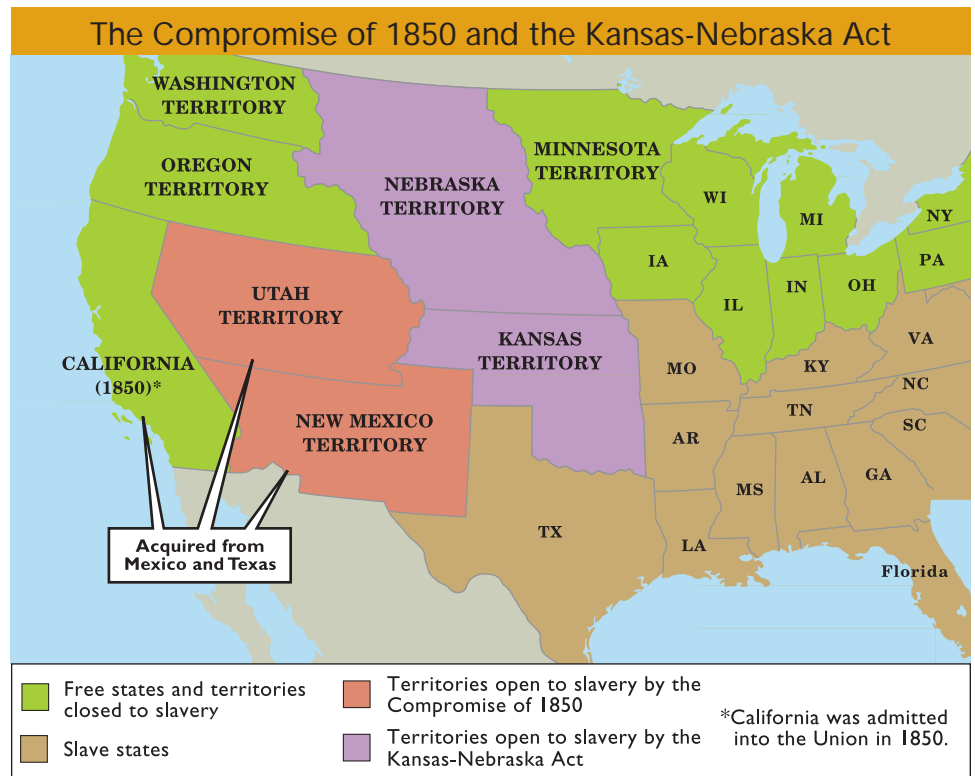 The Compromise of 1850 and the Kansas-Nebraska Act
WASHINGTON
TERRITORY
OREGON
TERRITORY
NEBRASKA
TERRITORY
MINNESOTA
TERRITORY
WI
MI
NY
PA
IA
IL
IN
OH
UTAH
TERRITORY
KANSAS
TERRITORY
CALIFORNIA
(1850)*
NEW MEXICO
TERRITORY
MO
KY
VA
NC
TN
SC
AR
MS
AL
GA
TX
LA
Florida
Acquired from
Mexico and Texas
Free states and territories
closed to slavery
Slave states
Territories open to slavery by the
Compromise of 1850
Territories open to slavery by the
Kansas-Nebraska Act
*California was admitted
into the Union in 1850.